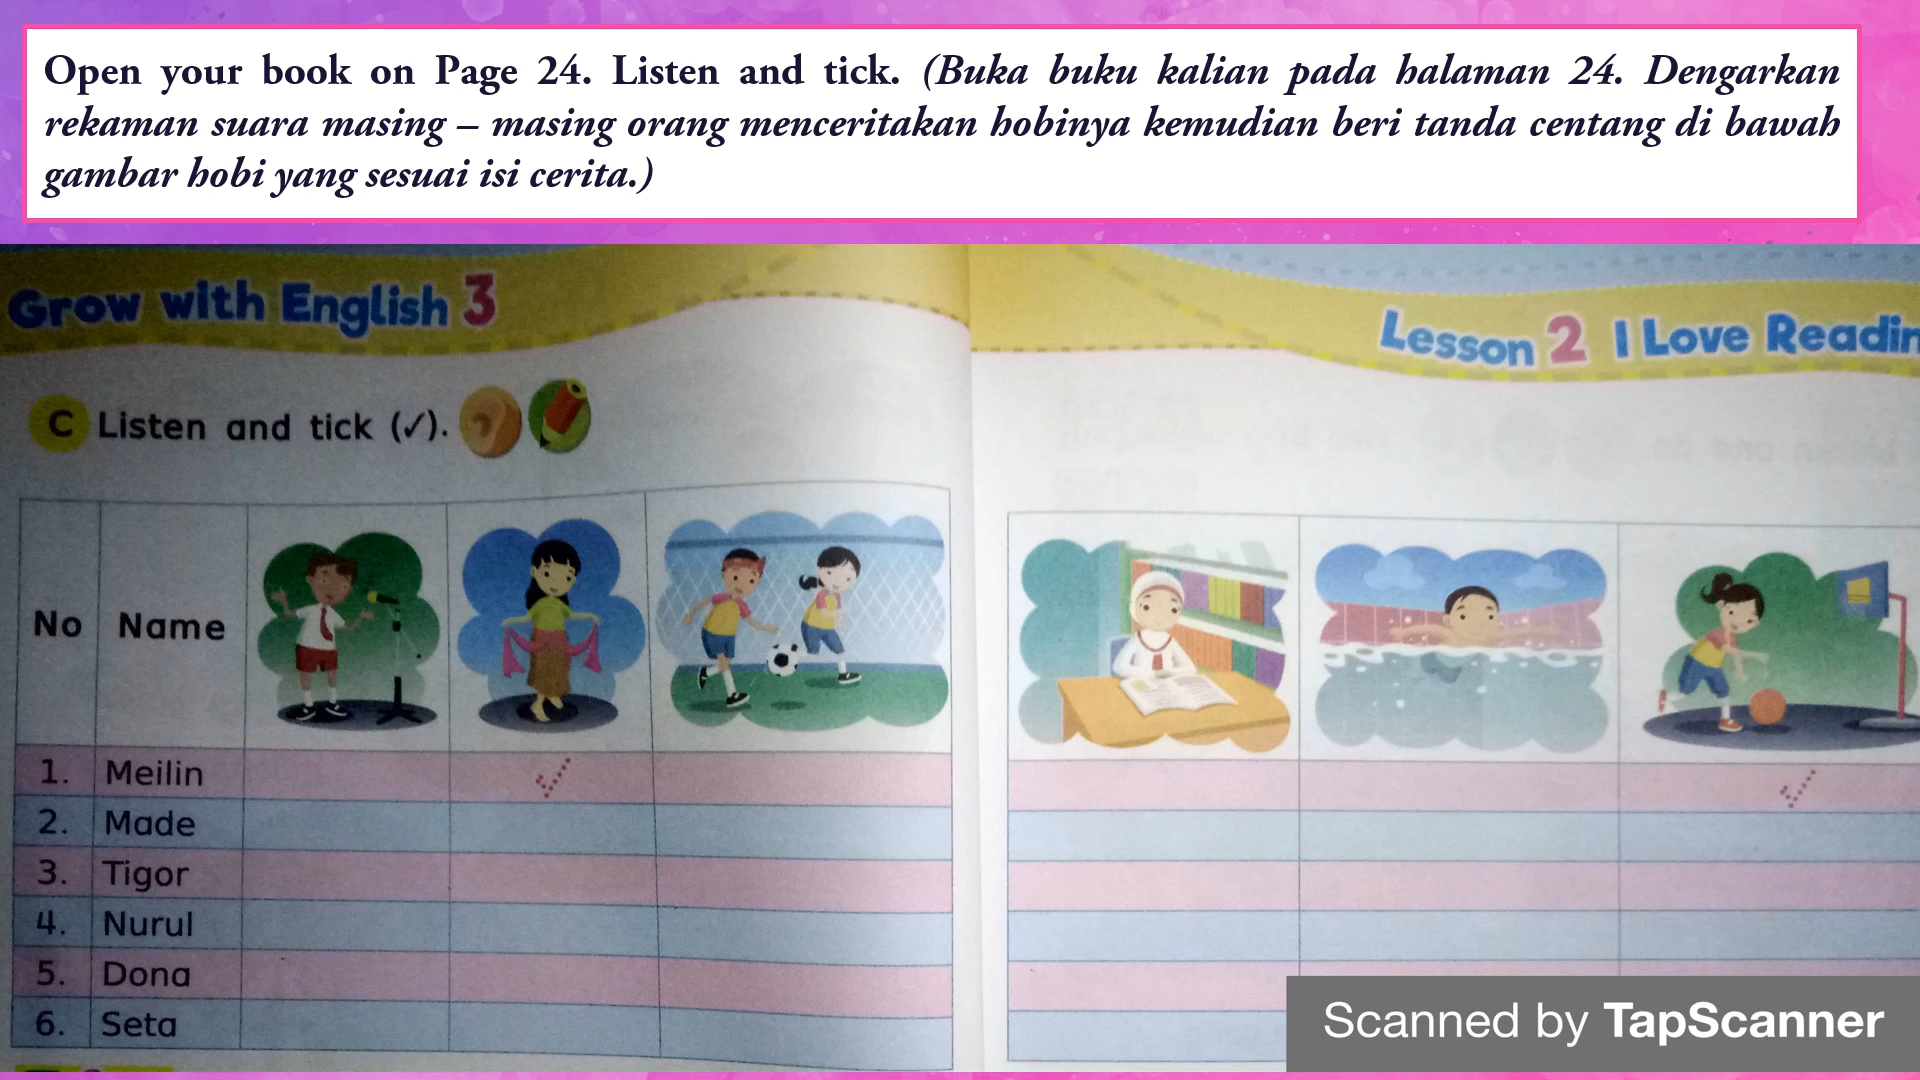 Open your book on Page 24. Listen and tick. (Buka buku kalian pada halaman 24. Dengarkan
rekaman suara masing – masing orang menceritakan hobinya kemudian beri tanda centang di bawah
gambar hobi yang sesuai isi cerita.)
Grow with English 3
Lesson 2 I Love Readin
C Listen and tick (✓).
No Name
1. Meilin ✓ ✓
2. Made
3. Tigor
4. Nurul
5. Dona
6. Seta
Scanned by TapScanner